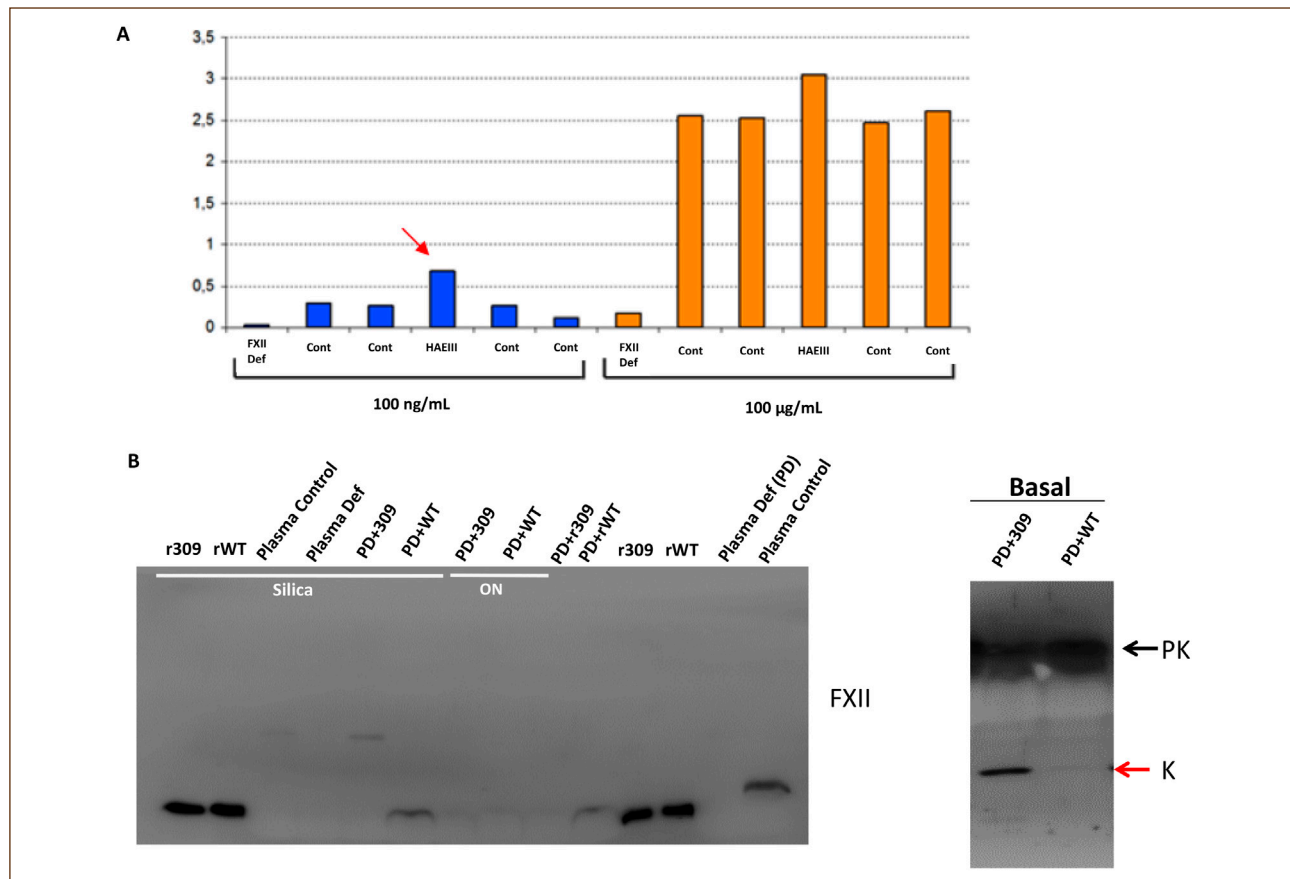 A
3,5
3
2,5
2
1,5
1
0,5
0
FXII Def
Cont
Cont
HAEIII
Cont
Cont
FXII Def
Cont
Cont
HAEIII
Cont
Cont
100 ng/mL
100 µg/mL
B
r309
rWT
Plasma Control
Plasma Def
PD+309
PD+WT
PD+309
PD+WT
PD+r309
PD+rWT
r309
rWT
Plasma Def (PD)
Plasma Control
Silica
ON
FXII
Basal
PD+309
PD+WT
PK
K